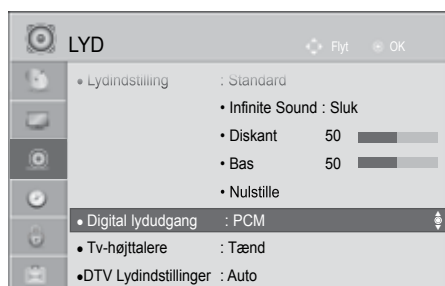 LYD Flyt OK
• Lydindstilling : Standard
• Infinite Sound : Sluk
• Diskant 50
• Bas 50
• Nulstille
• Digital lydudgang : PCM
• Tv-højttalere : Tænd
•DTV Lydindstillinger : Auto